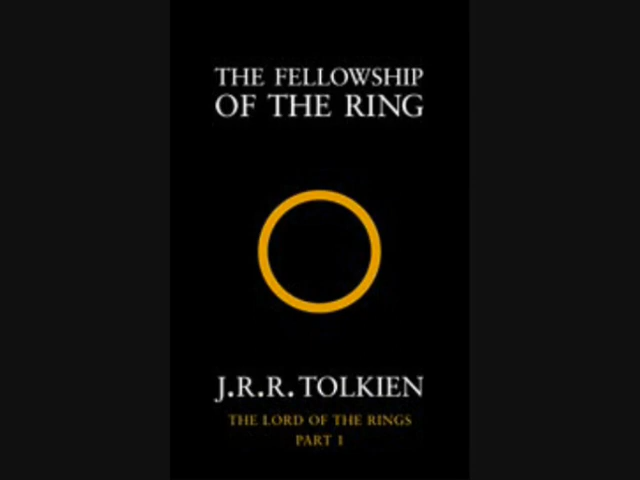 THE FELLOWSHIP
OF THE RING
J.R.R. TOLKIEN
THE LORD OF THE RINGS
PART 1